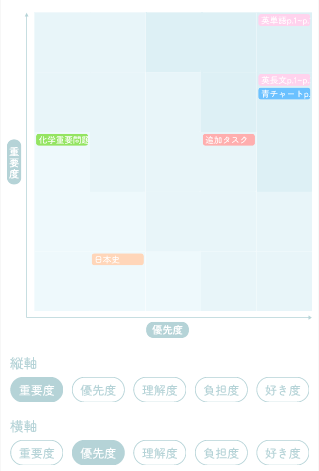 英単語p.1~p.
英長文p.1~p.
青チャートp.
化学重要問題
追加タスク
重要度
日本史
優先度
縦軸
重要度 優先度 理解度 負担度 好き度
横軸
重要度 優先度 理解度 負担度 好き度